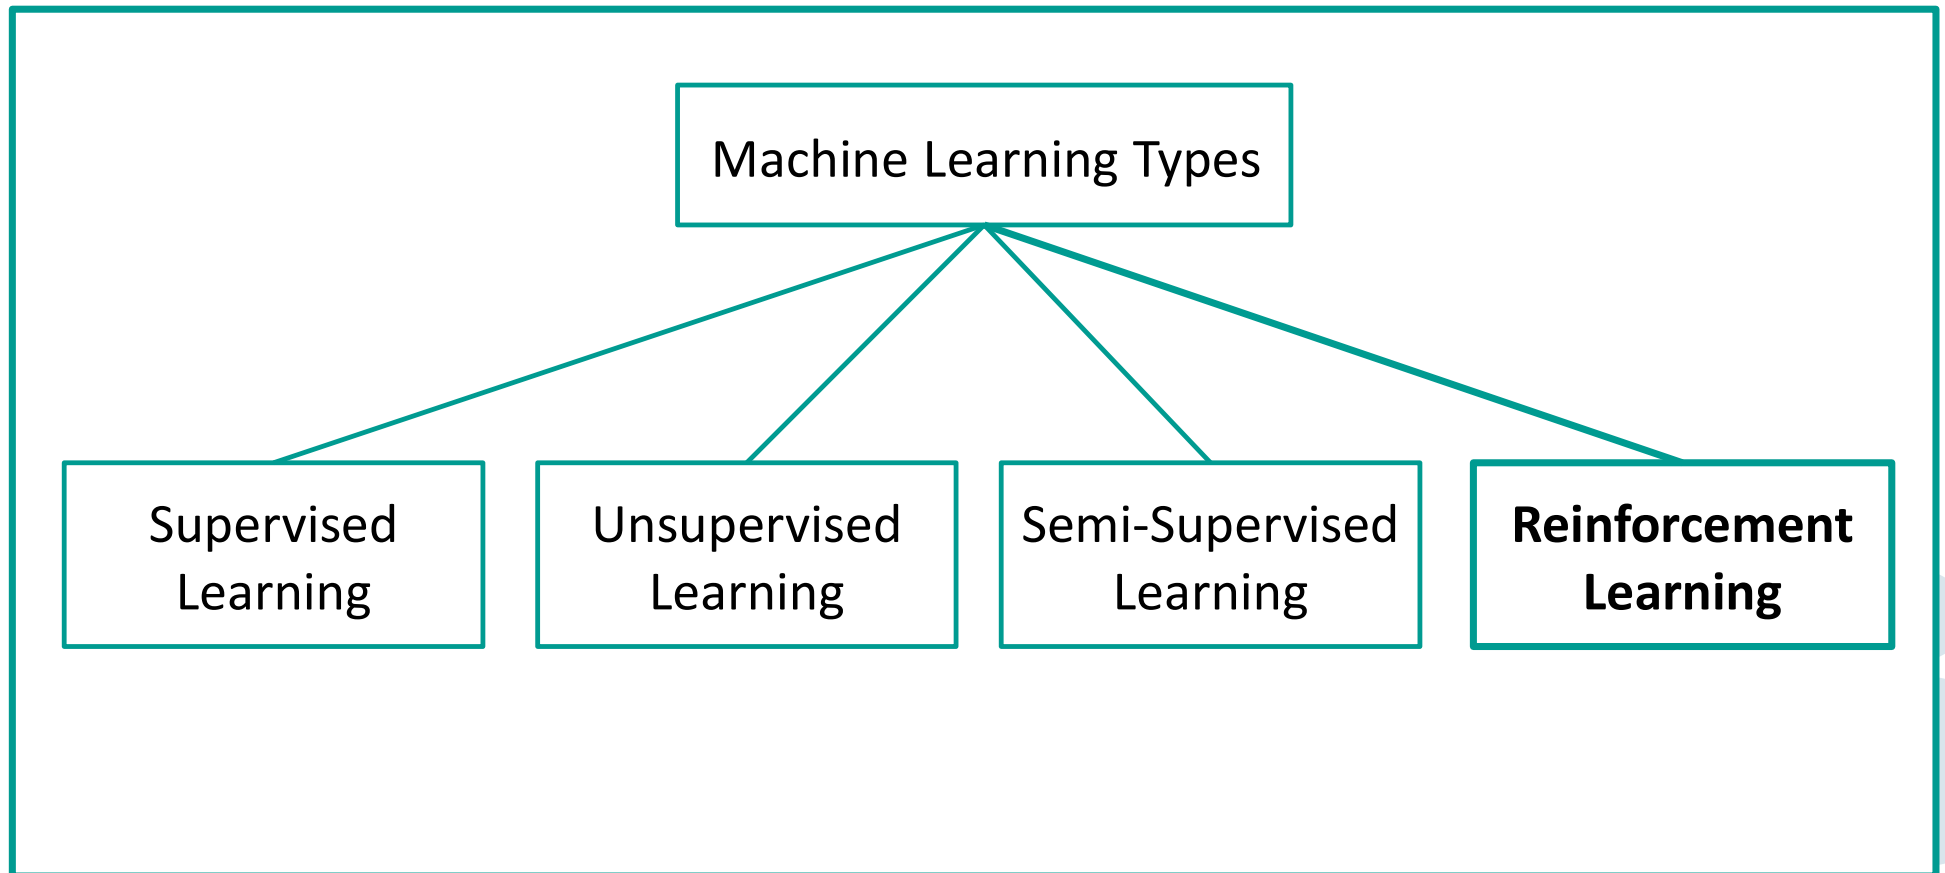 Machine Learning Types
Supervised
Learning
Unsupervised
Learning
Semi-Supervised
Learning
Reinforcement
Learning